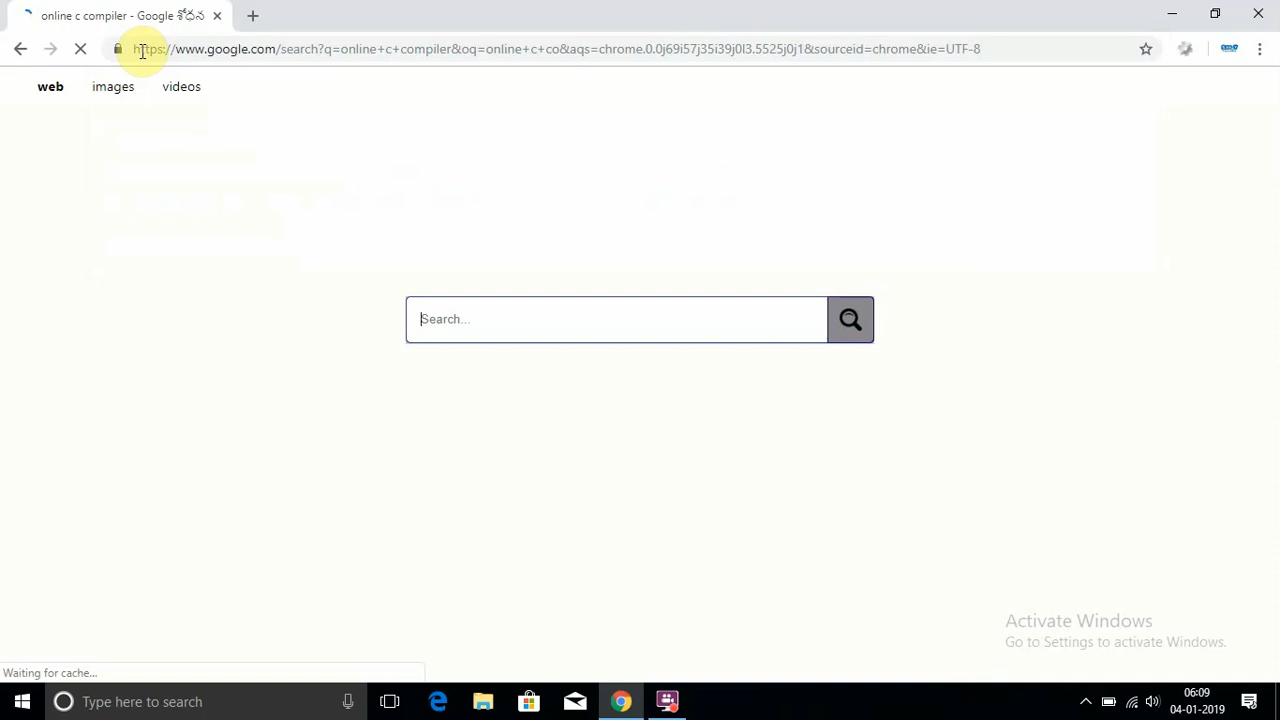 online c compiler - Google శోధన
https://www.google.com/search?q=online+c+compiler&oq=online+c+co&aqs=chrome.0.0j69i57j35i39j0l3.5525j0j1&sourceid=chrome&ie=UTF-8
web images videos
Search...
Activate Windows
Go to Settings to activate Windows.
Waiting for cache...
Type here to search
06:09
04-01-2019